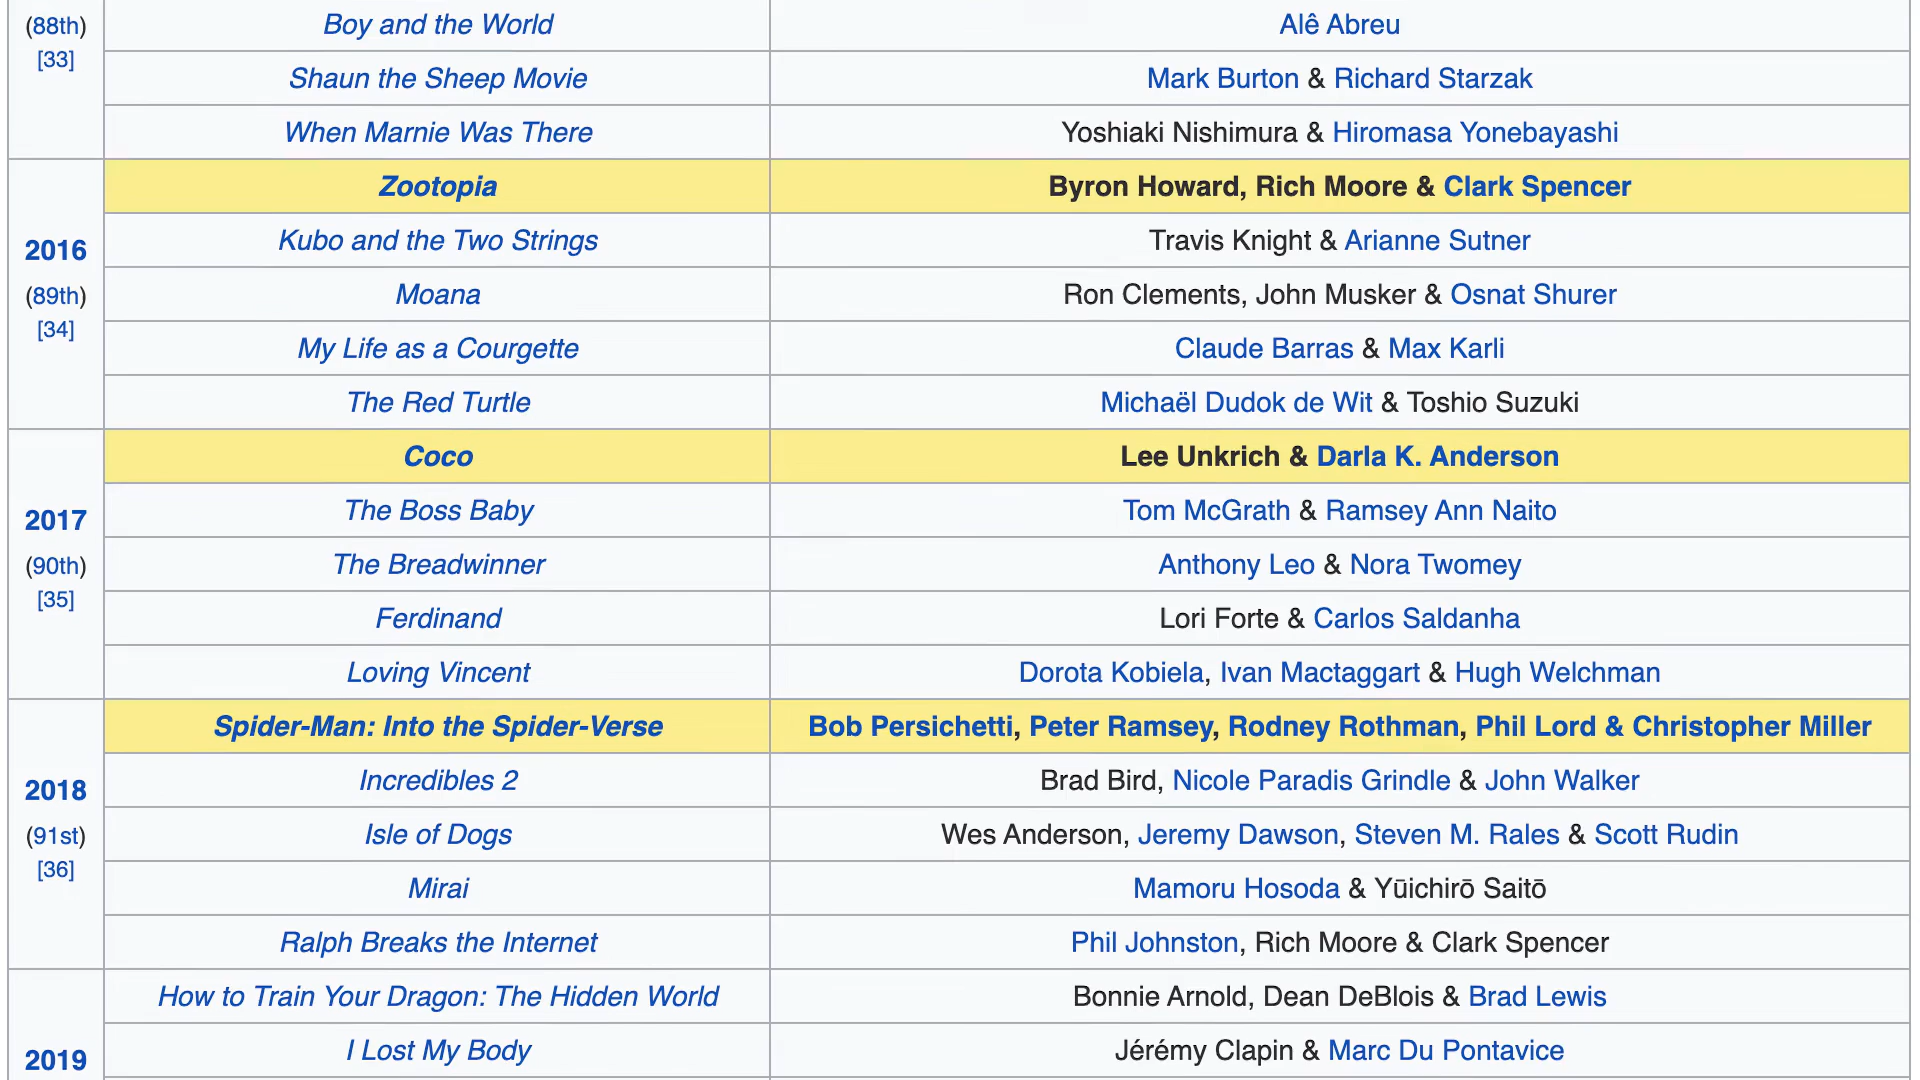 (88th)
[33]
Boy and the World Alê Abreu
Shaun the Sheep Movie Mark Burton & Richard Starzak
When Marnie Was There Yoshiaki Nishimura & Hiromasa Yonebayashi
2016
(89th)
[34]
Zootopia Byron Howard, Rich Moore & Clark Spencer
Kubo and the Two Strings Travis Knight & Arianne Sutner
Moana Ron Clements, John Musker & Osnat Shurer
My Life as a Courgette Claude Barras & Max Karli
The Red Turtle Michaël Dudok de Wit & Toshio Suzuki
2017
(90th)
[35]
Coco Lee Unkrich & Darla K. Anderson
The Boss Baby Tom McGrath & Ramsey Ann Naito
The Breadwinner Anthony Leo & Nora Twomey
Ferdinand Lori Forte & Carlos Saldanha
Loving Vincent Dorota Kobiela, Ivan Mactaggart & Hugh Welchman
2018
(91st)
[36]
Spider-Man: Into the Spider-Verse Bob Persichetti, Peter Ramsey, Rodney Rothman, Phil Lord & Christopher Miller
Incredibles 2 Brad Bird, Nicole Paradis Grindle & John Walker
Isle of Dogs Wes Anderson, Jeremy Dawson, Steven M. Rales & Scott Rudin
Mirai Mamoru Hosoda & Yūichirō Saitō
Ralph Breaks the Internet Phil Johnston, Rich Moore & Clark Spencer
2019
How to Train Your Dragon: The Hidden World Bonnie Arnold, Dean DeBlois & Brad Lewis
I Lost My Body Jérémy Clapin & Marc Du Pontavice